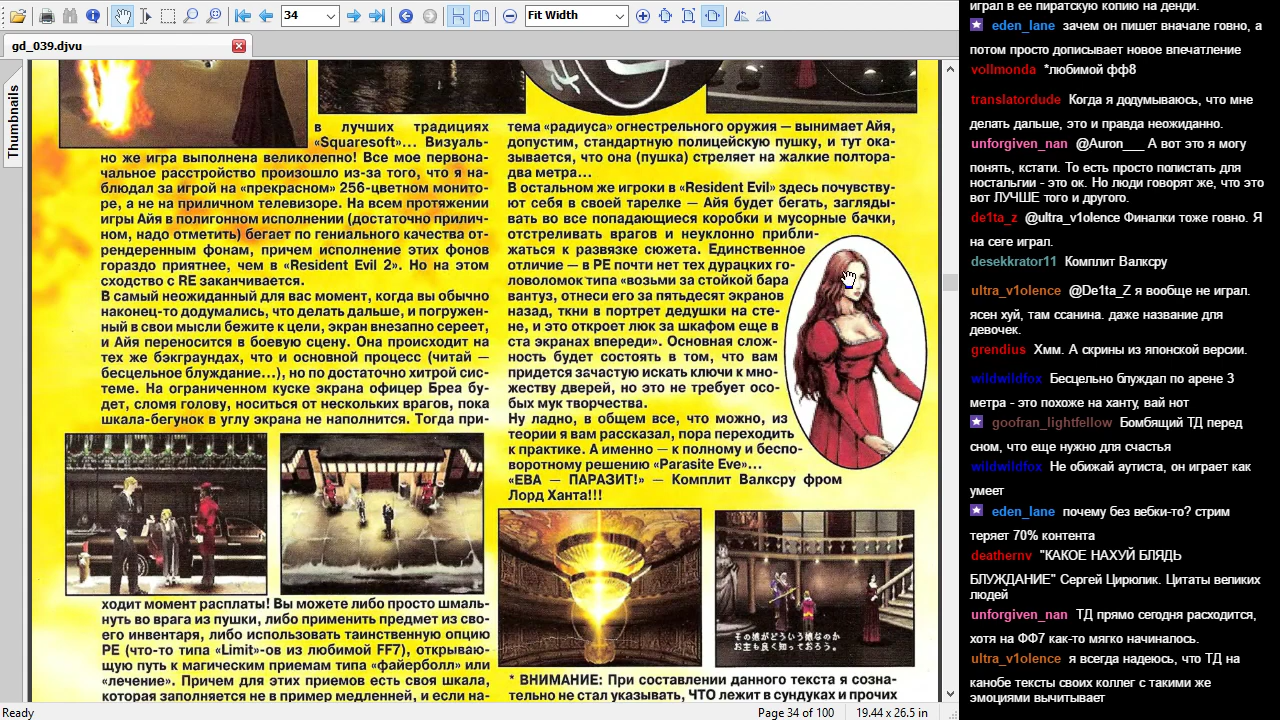 34
Fit Width
gd_039.djvu
Thumbnails
в лучших традициях
«Squaresoft»... Визуаль-
но же игра выполнена великолепно! Все мое первона-
чальное расстройство произошло из-за того, что я на-
блюдал за игрой на «прекрасном» 256-цветном монито-
ре, а не на приличном телевизоре. На всем протяжении
игры Айя в полигонном исполнении (достаточно прилич-
ном, надо отметить) бегает по гениального качества от-
рендеренным фонам, причем исполнение этих фонов
гораздо приятнее, чем в «Resident Evil 2». Но на этом
сходство с RE заканчивается.
В самый неожиданный для вас момент, когда вы обычно
наконец-то додумались, что делать дальше, и погружен-
ный в свои мысли бежите к цели, экран внезапно сереет,
и Айя переносится в боевую сцену. Она происходит на
тех же бэкграундах, что и основной процесс (читай —
бесцельное блуждание...), но по достаточно хитрой сис-
теме. На ограниченном куске экрана офицер Бреа бу-
дет, сломя голову, носиться от нескольких врагов, пока
шкала-бегунок в углу экрана не наполнится. Тогда при-
ходит момент расплаты! Вы можете либо просто шмаль-
нуть во врага из пушки, либо применить предмет из сво-
его инвентаря, либо использовать таинственную опцию
PE (что-то типа «Limit»-ов из любимой FF7), открываю-
щую путь к магическим приемам типа «файерболл» или
«лечение». Причем для этих приемов есть своя шкала,
которая заполняется не в пример медленней, и если на-
тема «радиуса» огнестрельного оружия — вынимает Айя,
допустим, стандартную полицейскую пушку, и тут ока-
зывается, что она (пушка) стреляет на жалкие полтора-
два метра...
В остальном же игроки в «Resident Evil» здесь почувству-
ют себя в своей тарелке — Айя будет бегать, загляды-
вать во все попадающиеся коробки и мусорные бачки,
отстреливать врагов и неуклонно прибли-
жаться к развязке сюжета. Единственное
отличие — в PE почти нет тех дурацких го-
ловоломок типа «возьми за стойкой бара
вантуз, отнеси его за пятьдесят экранов
назад, ткни в портрет дедушки на сте-
не, и это откроет люк за шкафом еще в
ста экранах впереди». Основная слож-
ность будет состоять в том, что вам
придется зачастую искать ключи к мно-
жеству дверей, но это не требует осо-
бых мук творчества.
Ну ладно, в общем все, что можно, из
теории я вам рассказал, пора переходить
к практике. А именно — к полному и беспо-
воротному решению «Parasite Eve»...
«ЕВА — ПАРАЗИТ!» — Комплит Валксру фром
Лорд Ханта!!!
その娘がどういう娘なのか
お主も良く知っておろう。
* ВНИМАНИЕ: При составлении данного текста я созна-
тельно не стал указывать, ЧТО лежит в сундуках и прочих
Ready
Page 34 of 100
19.44 x 26.5 in
играл в ее пиратскую копию на денди.
eden_lane зачем он пишет вначале говно, а
потом просто дописывает новое впечатление
vollmonda *любимой фф8
translatordude Когда я додумываюсь, что мне
делать дальше, это и правда неожиданно.
unforgiven_nan @Auron___ А вот это я могу
понять, кстати. То есть просто полистать для
ностальгии - это ок. Но люди говорят же, что это
вот ЛУЧШЕ того и другого.
de1ta_z @ultra_v1olence Финалки тоже говно. Я
на сеге играл.
desekkrator11 Комплит Валксру
ultra_v1olence @De1ta_Z я вообще не играл.
ясен хуй, там ссанина. даже название для
девочек.
grendius Хмм. А скрины из японской версии.
wildwildfox Бесцельно блуждал по арене 3
метра - это похоже на ханту, вай нот
goofran_lightfellow Бомбящий ТД перед
сном, что еще нужно для счастья
wildwildfox Не обижай аутиста, он играет как
умеет
eden_lane почему без вебки-то? стрим
теряет 70% контента
deathernv "КАКОЕ НАХУЙ БЛЯДЬ
БЛУЖДАНИЕ" Сергей Цирюлик. Цитаты великих
людей
unforgiven_nan ТД прямо сегодня расходится,
хотя на ФФ7 как-то мягко начиналось.
ultra_v1olence я всегда надеюсь, что ТД на
канобе тексты своих коллег с такими же
эмоциями вычитывает